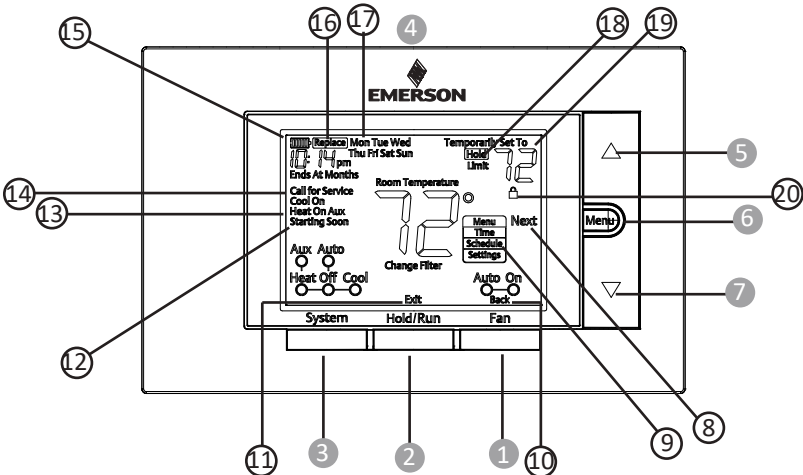 15
16
17
4
18
19
EMERSON
Replace Mon Tue Wed
Thu Fri Sat Sun
10:14 pm
Ends At Months
Temporarily Set To
Hold
Limit
72
5
14
13
Call for Service
Cool On
Heat On Aux
Starting Soon
Room Temperature
72°
Change Filter
Menu
Time
Schedule
Settings
Next
20
Menu
6
Aux Auto
Heat Off Cool
Auto On
7
Exit
Back
System Hold/Run Fan
12
11
3
2
1
10
9
8